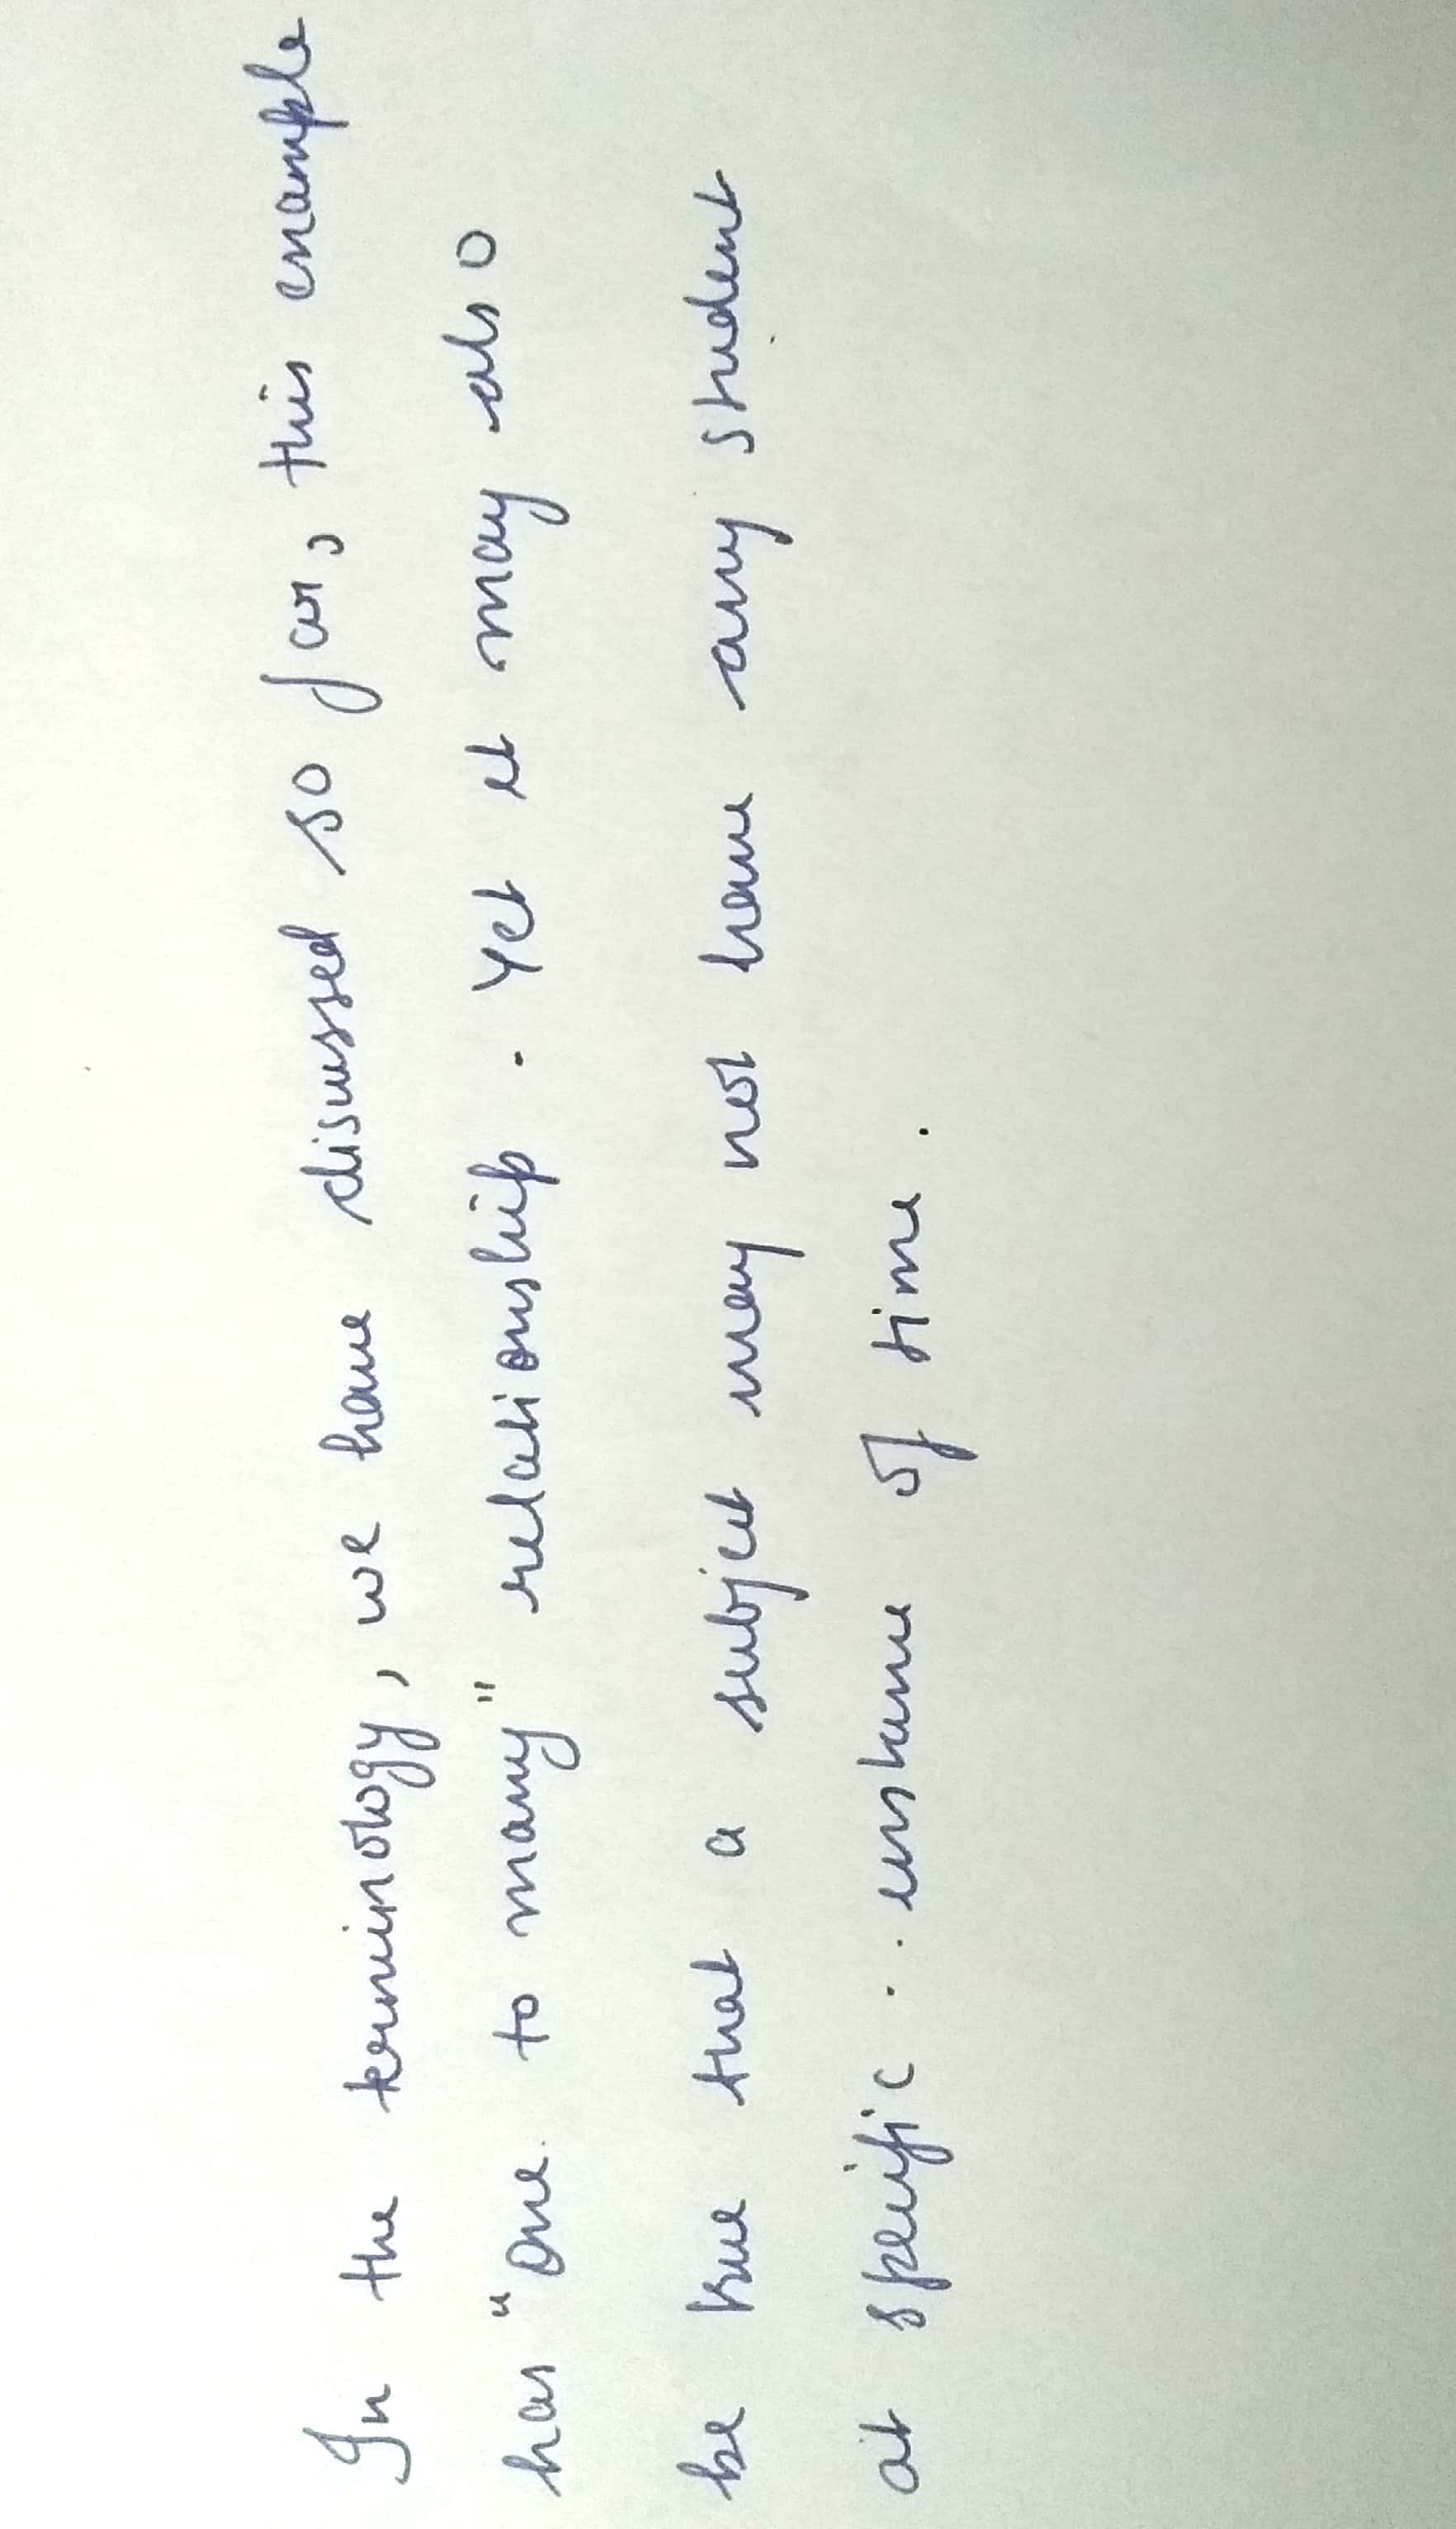 In the terminology, we have discussed so far, this example
has "one to many" relationship. Yet it may also
be true that a subject may not have any student
at specific instance of time.